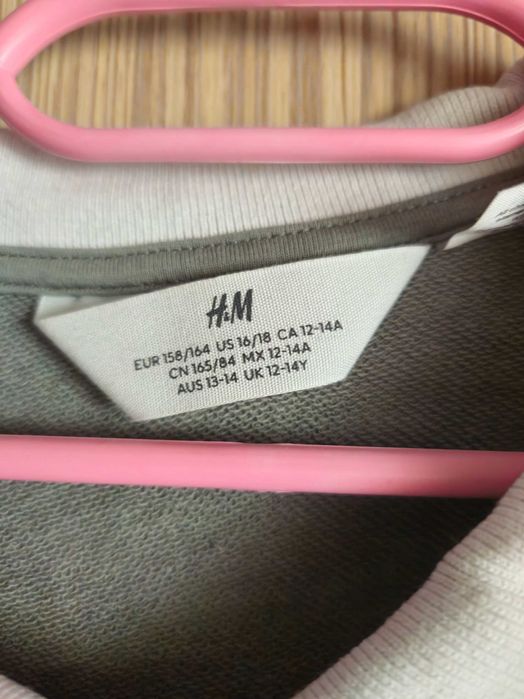 H&M
EUR 158/164 US 16/18 CA 12-14A
CN 165/84 MX 12-14A
AUS 13-14 UK 12-14Y